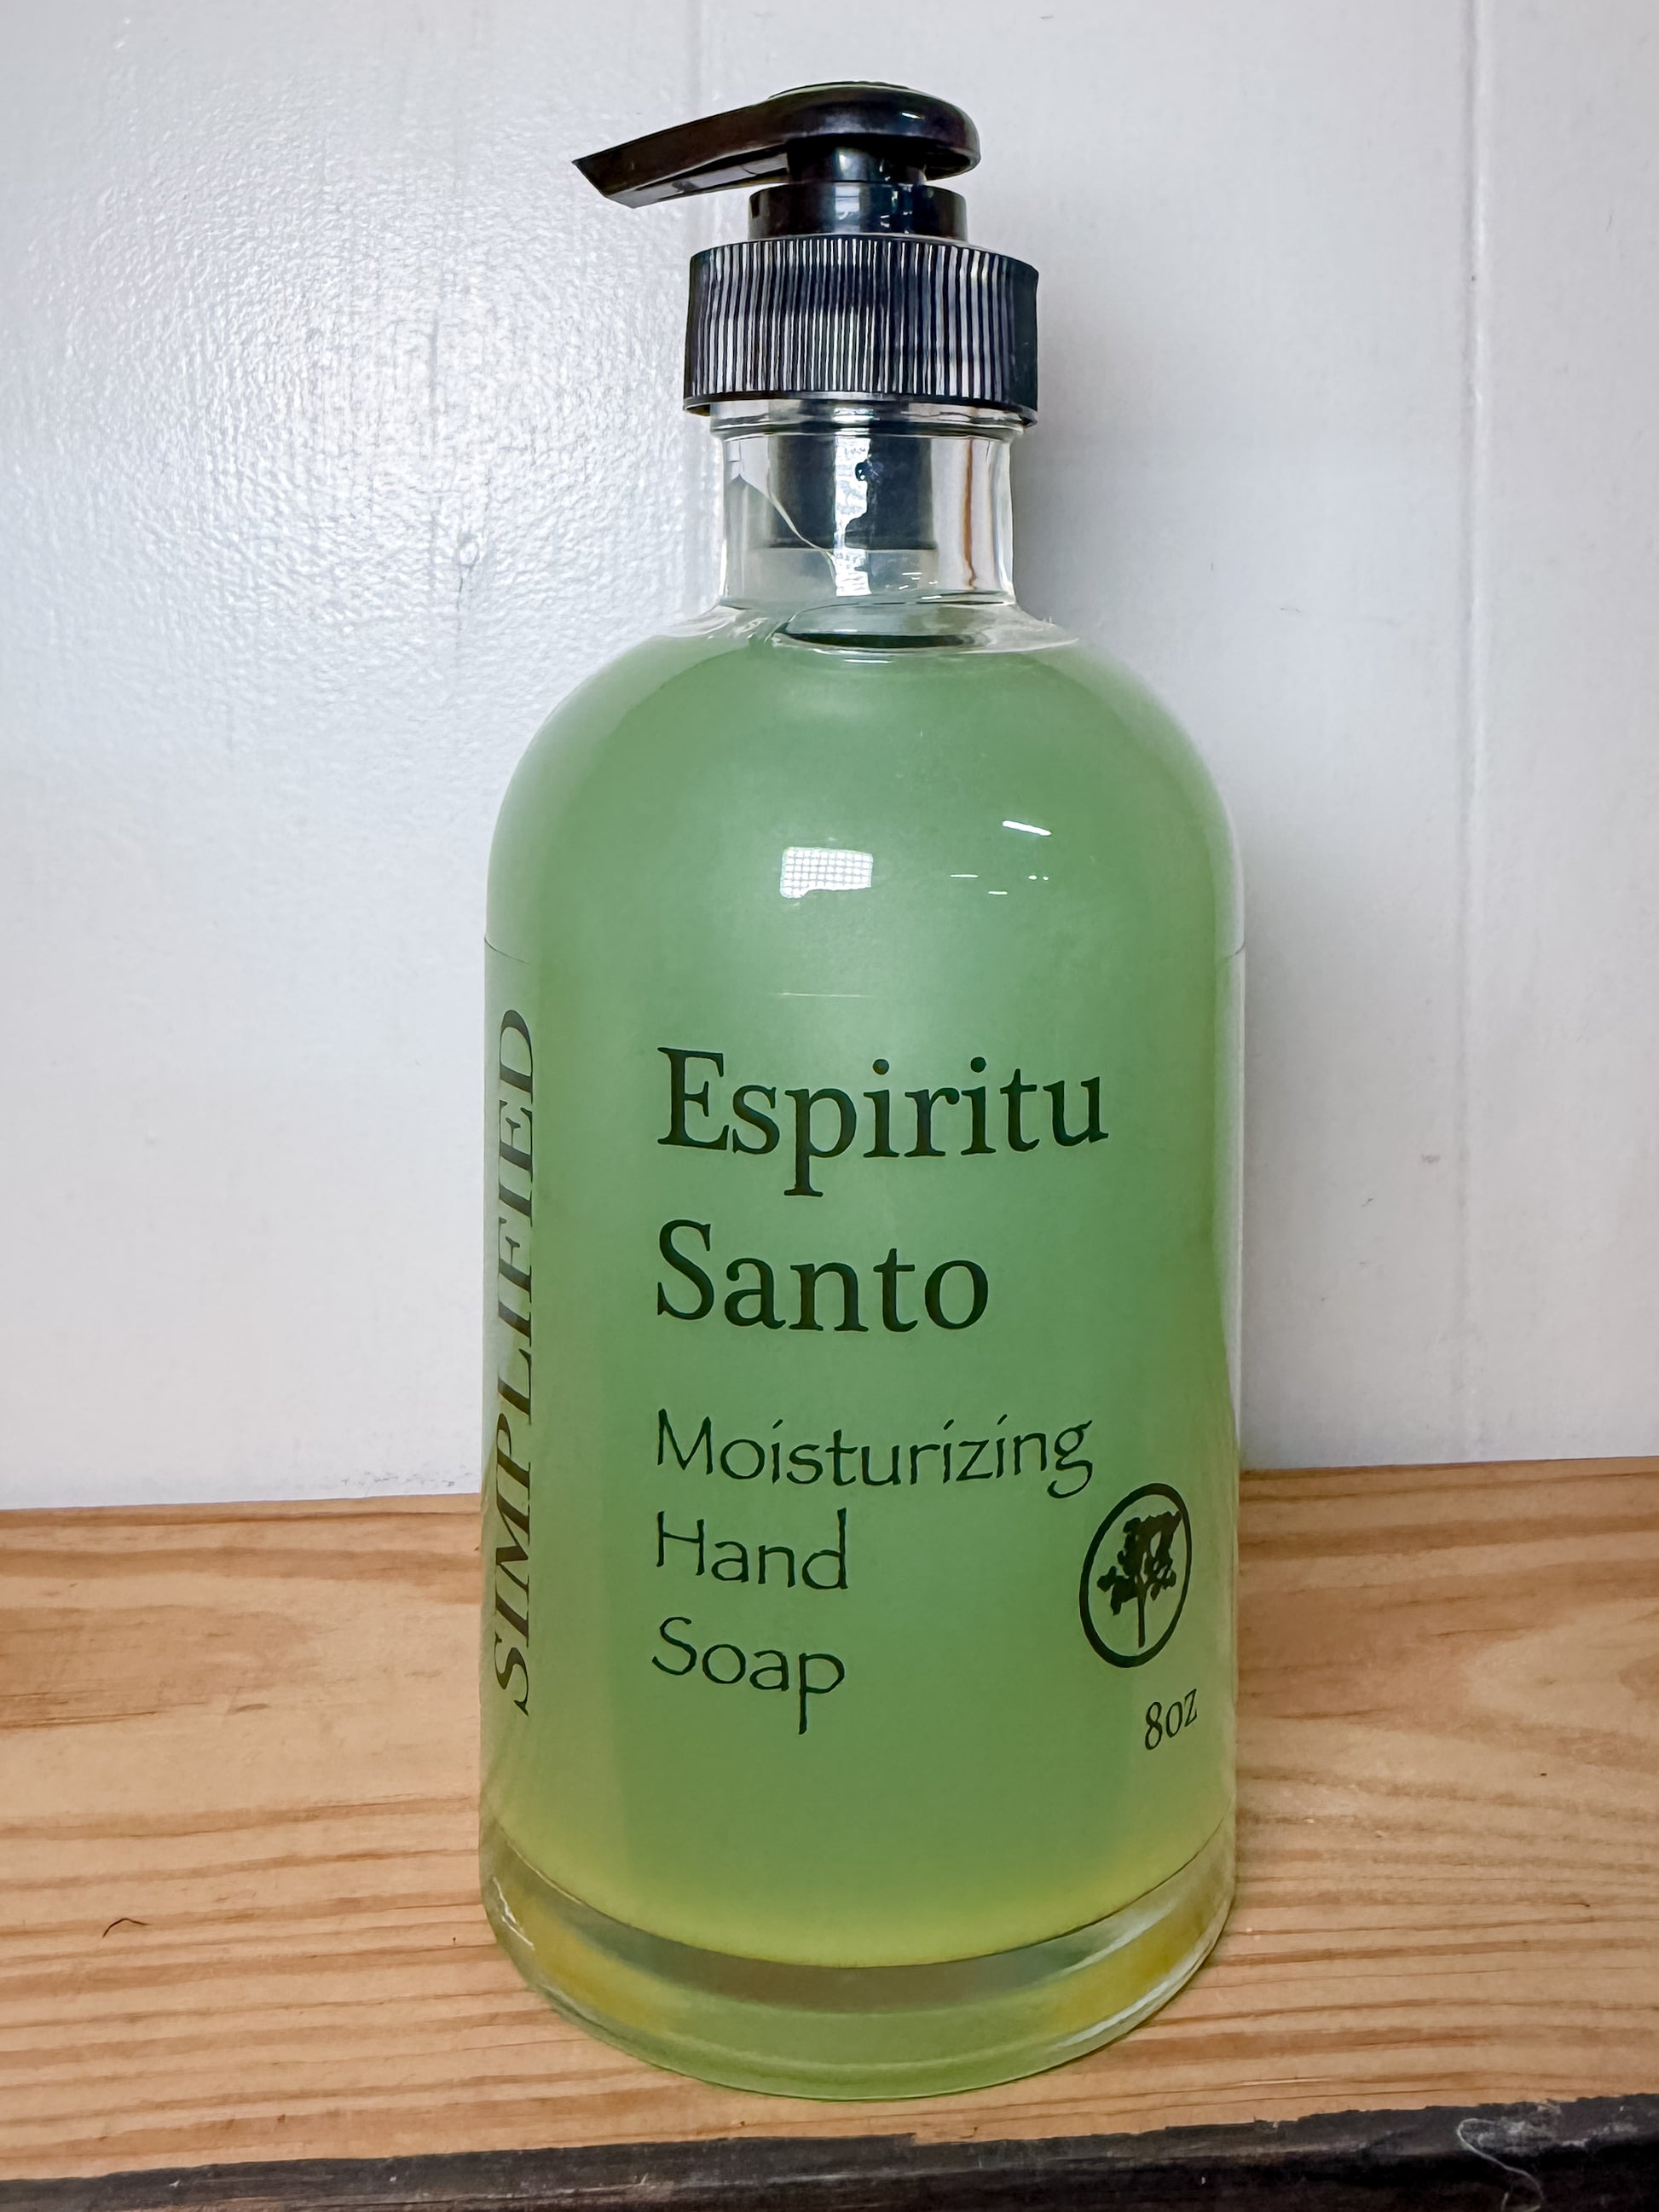 SIMPLIFIED
Espiritu
Santo
Moisturizing
Hand
Soap
8oz